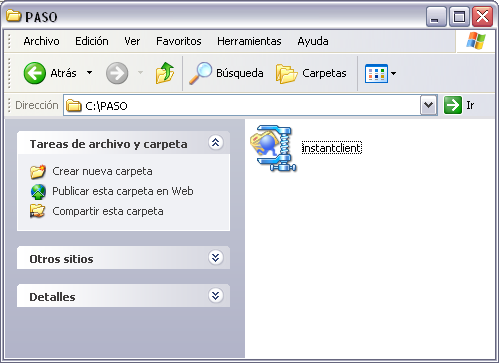 PASO
Archivo Edición Ver Favoritos Herramientas Ayuda
Atrás Búsqueda Carpetas
Dirección C:\PASO Ir
Tareas de archivo y carpeta
instantclient
Crear nueva carpeta
Publicar esta carpeta en Web
Compartir esta carpeta
Otros sitios
Detalles